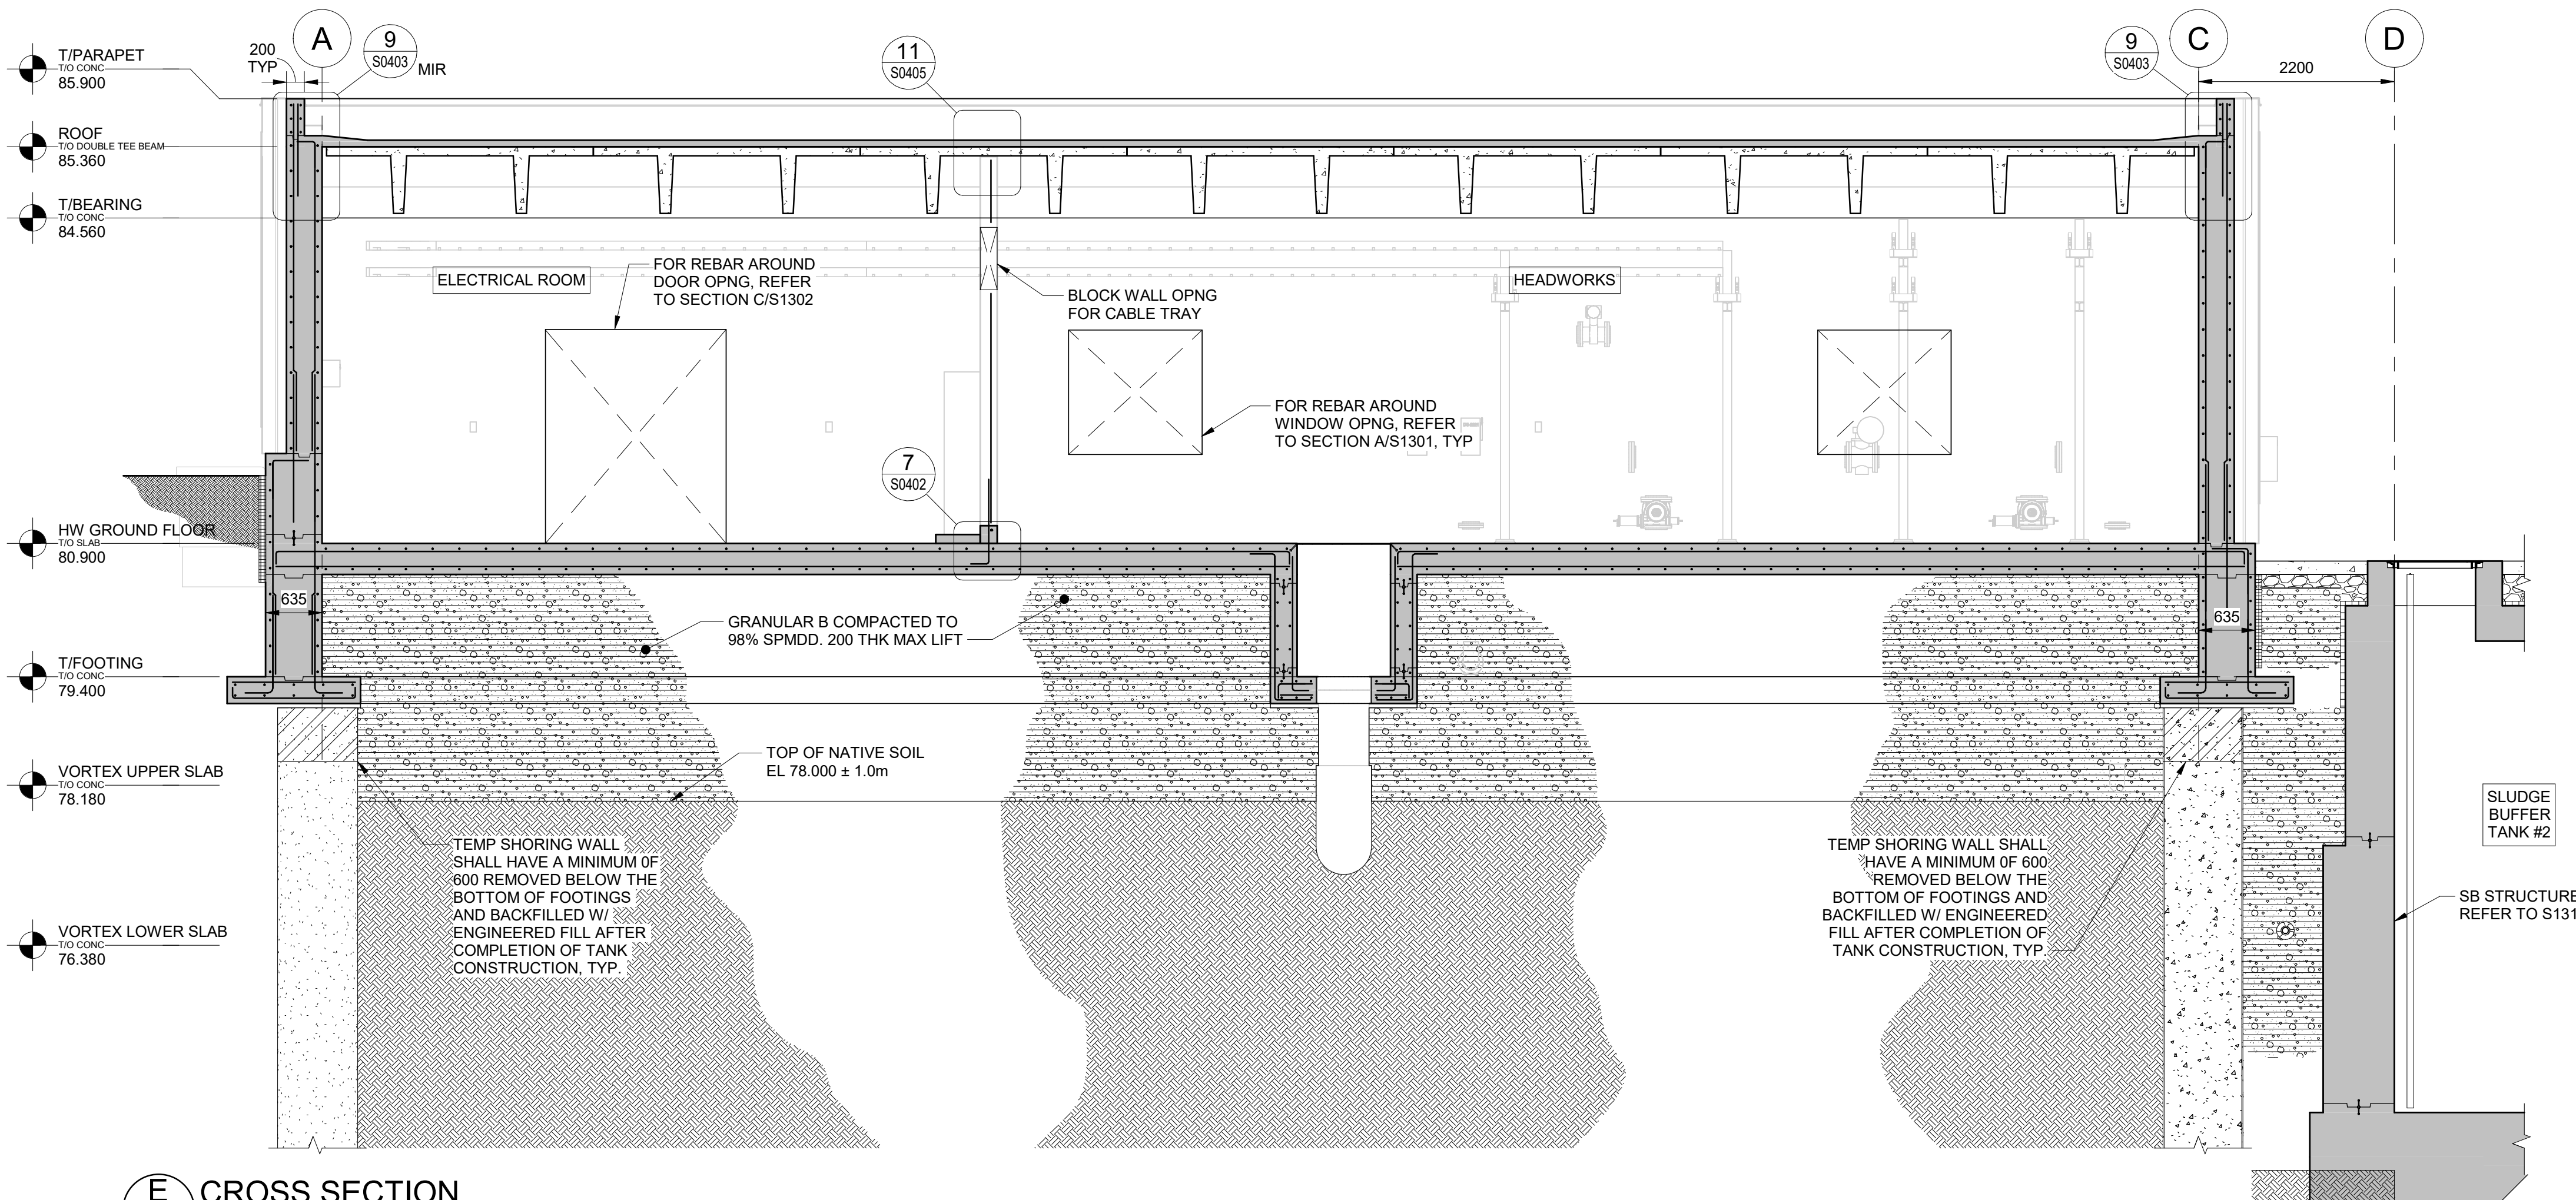 T/PARAPET
T/O CONC
85.900
ROOF
T/O DOUBLE TEE BEAM
85.360
T/BEARING
T/O CONC
84.560
HW GROUND FLOOR
T/O SLAB
80.900
T/FOOTING
T/O CONC
79.400
VORTEX UPPER SLAB
T/O CONC
78.180
VORTEX LOWER SLAB
T/O CONC
76.380
200
TYP
A
9
S0403
MIR
11
S0405
9
S0403
C
D
2200
ELECTRICAL ROOM
FOR REBAR AROUND
DOOR OPNG, REFER
TO SECTION C/S1302
BLOCK WALL OPNG
FOR CABLE TRAY
HEADWORKS
FOR REBAR AROUND
WINDOW OPNG, REFER
TO SECTION A/S1301, TYP
7
S0402
635
GRANULAR B COMPACTED TO
98% SPMDD. 200 THK MAX LIFT
635
TOP OF NATIVE SOIL
EL 78.000 ± 1.0m
TEMP SHORING WALL
SHALL HAVE A MINIMUM 0F
600 REMOVED BELOW THE
BOTTOM OF FOOTINGS
AND BACKFILLED W/
ENGINEERED FILL AFTER
COMPLETION OF TANK
CONSTRUCTION, TYP.
TEMP SHORING WALL SHALL
HAVE A MINIMUM 0F 600
REMOVED BELOW THE
BOTTOM OF FOOTINGS AND
BACKFILLED W/ ENGINEERED
FILL AFTER COMPLETION OF
TANK CONSTRUCTION, TYP.
SLUDGE
BUFFER
TANK #2
SB STRUCTURE
REFER TO S131
E
CROSS SECTION